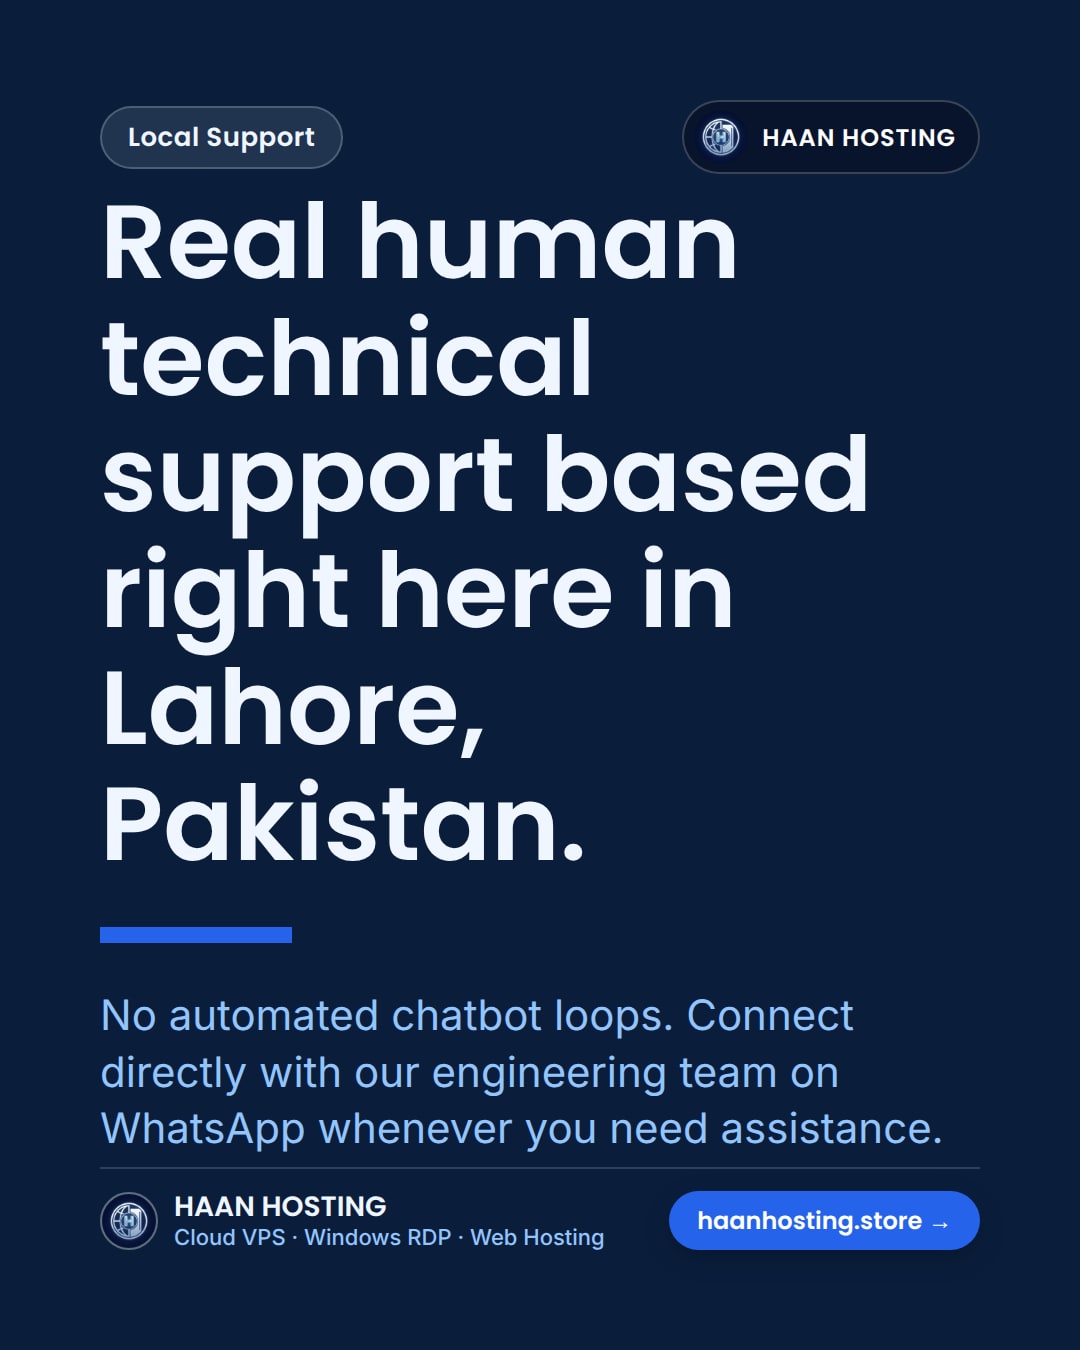 Local Support
HAAN HOSTING
Real human
technical
support based
right here in
Lahore,
Pakistan.
No automated chatbot loops. Connect
directly with our engineering team on
WhatsApp whenever you need assistance.
HAAN HOSTING
Cloud VPS · Windows RDP · Web Hosting
haanhosting.store →